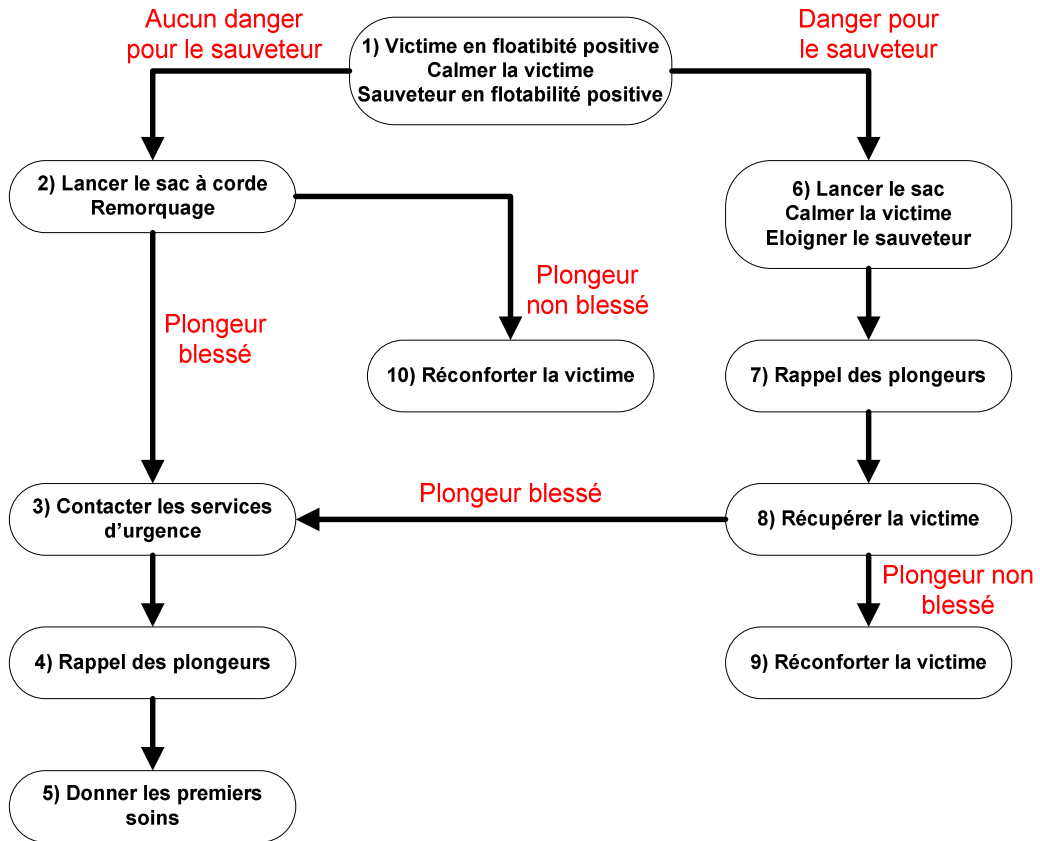 Aucun danger
pour le sauveteur
Danger pour
le sauveteur
1) Victime en floatibité positive
Calmer la victime
Sauveteur en flotabilité positive
2) Lancer le sac à corde
Remorquage
6) Lancer le sac
Calmer la victime
Eloigner le sauveteur
Plongeur
non blessé
Plongeur
blessé
10) Réconforter la victime
7) Rappel des plongeurs
3) Contacter les services
d’urgence
Plongeur blessé
8) Récupérer la victime
Plongeur non
blessé
4) Rappel des plongeurs
9) Réconforter la victime
5) Donner les premiers
soins